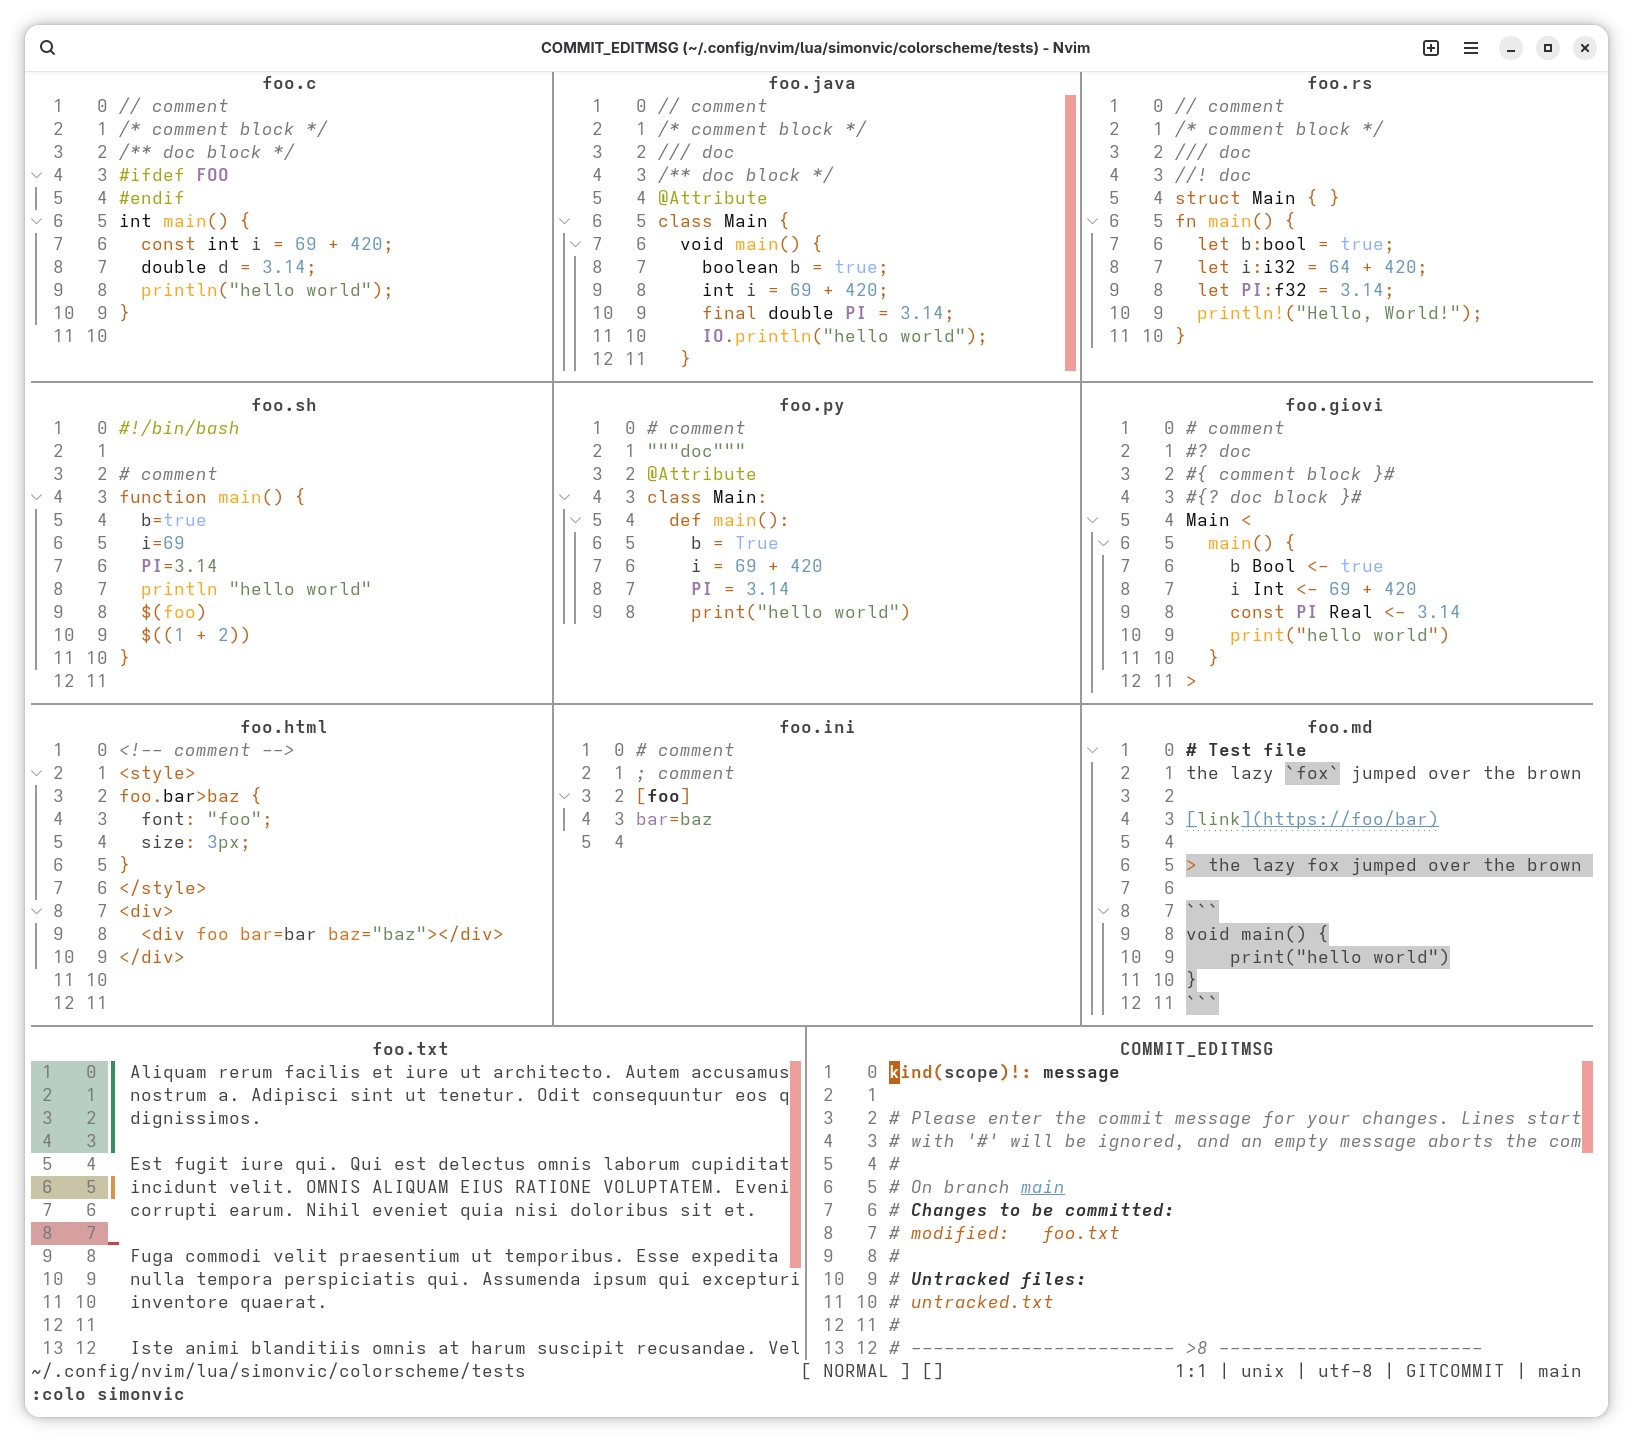 COMMIT_EDITMSG (~/.config/nvim/lua/simonvic/colorscheme/tests) - Nvim
foo.c
1 0 // comment
2 1 /* comment block */
3 2 /** doc block */
4 3 #ifdef FOO
5 4 #endif
6 5 int main() {
7 6 const int i = 69 + 420;
8 7 double d = 3.14;
9 8 println("hello world");
10 9 }
11 10
foo.java
1 0 // comment
2 1 /* comment block */
3 2 /// doc
4 3 /** doc block */
5 4 @Attribute
6 5 class Main {
7 6 void main() {
8 7 boolean b = true;
9 8 int i = 69 + 420;
10 9 final double PI = 3.14;
11 10 IO.println("hello world");
12 11 }
foo.rs
1 0 // comment
2 1 /* comment block */
3 2 /// doc
4 3 //! doc
5 4 struct Main { }
6 5 fn main() {
7 6 let b:bool = true;
8 7 let i:i32 = 64 + 420;
9 8 let PI:f32 = 3.14;
10 9 println!("Hello, World!");
11 10 }
foo.sh
1 0 #!/bin/bash
2 1
3 2 # comment
4 3 function main() {
5 4 b=true
6 5 i=69
7 6 PI=3.14
8 7 println "hello world"
9 8 $(foo)
10 9 $((1 + 2))
11 10 }
12 11
foo.py
1 0 # comment
2 1 """doc"""
3 2 @Attribute
4 3 class Main:
5 4 def main():
6 5 b = True
7 6 i = 69 + 420
8 7 PI = 3.14
9 8 print("hello world")
foo.giovi
1 0 # comment
2 1 #? doc
3 2 #{ comment block }#
4 3 #{? doc block }#
5 4 Main <
6 5 main() {
7 6 b Bool <- true
8 7 i Int <- 69 + 420
9 8 const PI Real <- 3.14
10 9 print("hello world")
11 10 }
12 11 >
foo.html
1 0 <!-- comment -->
2 1 <style>
3 2 foo.bar>baz {
4 3 font: "foo";
5 4 size: 3px;
6 5 }
7 6 </style>
8 7 <div>
9 8 <div foo bar=bar baz="baz"></div>
10 9 </div>
11 10
12 11
foo.ini
1 0 # comment
2 1 ; comment
3 2 [foo]
4 3 bar=baz
5 4
foo.md
1 0 # Test file
2 1 the lazy `fox` jumped over the brown
3 2
4 3 [link](https://foo/bar)
5 4
6 5 > the lazy fox jumped over the brown
7 6
8 7 ```
9 8 void main() {
10 9 print("hello world")
11 10 }
12 11 ```
foo.txt
1 0 Aliquam rerum facilis et iure ut architecto. Autem accusamus
2 1 nostrum a. Adipisci sint ut tenetur. Odit consequuntur eos q
3 2 dignissimos.
4 3
5 4 Est fugit iure qui. Qui est delectus omnis laborum cupiditat
6 5 incidunt velit. OMNIS ALIQUAM EIUS RATIONE VOLUPTATEM. Eveni
7 6 corrupti earum. Nihil eveniet quia nisi doloribus sit et.
8 7
9 8 Fuga commodi velit praesentium ut temporibus. Esse expedita
10 9 nulla tempora perspiciatis qui. Assumenda ipsum qui excepturi
11 10 inventore quaerat.
12 11
13 12 Iste animi blanditiis omnis at harum suscipit recusandae. Vel
COMMIT_EDITMSG
1 0 kind(scope)!: message
2 1
3 2 # Please enter the commit message for your changes. Lines start
4 3 # with '#' will be ignored, and an empty message aborts the com
5 4 #
6 5 # On branch main
7 6 # Changes to be committed:
8 7 # modified:   foo.txt
9 8 #
10 9 # Untracked files:
11 10 # untracked.txt
12 11 #
13 12 # ------------------------ >8 ------------------------
~/.config/nvim/lua/simonvic/colorscheme/tests [ NORMAL ] [] 1:1 | unix | utf-8 | GITCOMMIT | main
:colo simonvic